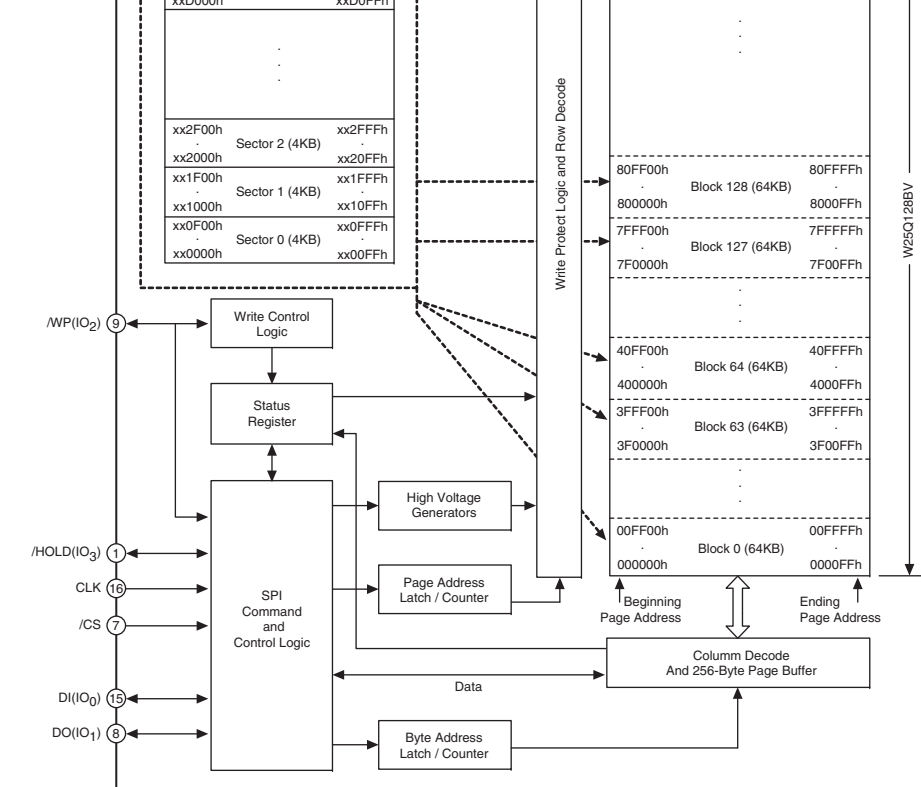 xxD000h xxD0FFh
xx2F00h xx2FFFh
Sector 2 (4KB)
xx2000h xx20FFh
xx1F00h xx1FFFh
Sector 1 (4KB)
xx1000h xx10FFh
xx0F00h xx0FFFh
Sector 0 (4KB)
xx0000h xx00FFh
Write Protect Logic and Row Decode
80FF00h 80FFFFh
Block 128 (64KB)
800000h 8000FFh
7FFF00h 7FFFFFh
Block 127 (64KB)
7F0000h 7F00FFh
40FF00h 40FFFFh
Block 64 (64KB)
400000h 4000FFh
3FFF00h 3FFFFFh
Block 63 (64KB)
3F0000h 3F00FFh
00FF00h 00FFFFh
Block 0 (64KB)
000000h 0000FFh
W25Q128BV
/WP(IO2) 9
Write Control
Logic
Status
Register
High Voltage
Generators
/HOLD(IO3) 1
CLK 16
/CS 7
DI(IO0) 15
DO(IO1) 8
SPI
Command
and
Control Logic
Page Address
Latch / Counter
Beginning
Page Address
Ending
Page Address
Columm Decode
And 256-Byte Page Buffer
Data
Byte Address
Latch / Counter